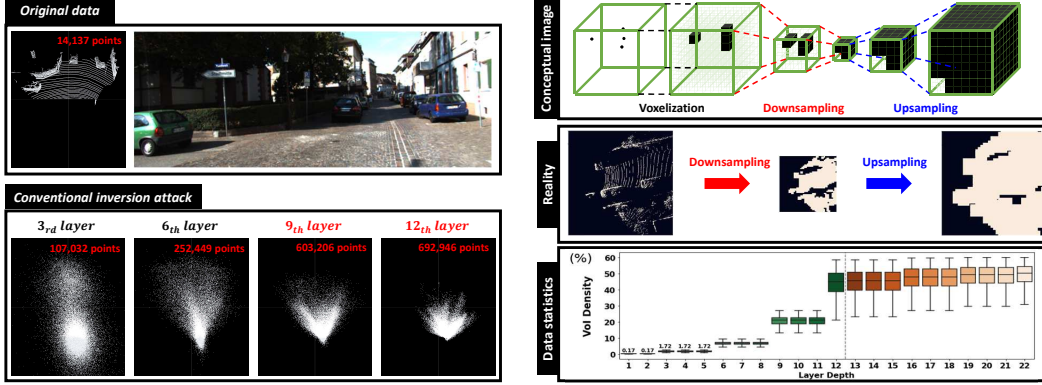 Original data
14,137 points
Conventional inversion attack
3rd layer
6th layer
9th layer
12th layer
107,032 points
252,449 points
603,206 points
692,946 points
Conceptual image
Voxelization
Downsampling
Upsampling
Reality
Downsampling
Upsampling
Data statistics
(%)
Vol Density
60
50
40
30
20
10
0
0.17
0.17
1.72
1.72
1.72
1 2 3 4 5 6 7 8 9 10 11 12 13 14 15 16 17 18 19 20 21 22
Layer Depth